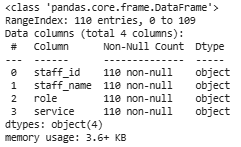 <class 'pandas.core.frame.DataFrame'>
RangeIndex: 110 entries, 0 to 109
Data columns (total 4 columns):
 #   Column      Non-Null Count  Dtype
---  ------      --------------  -----
 0   staff_id    110 non-null    object
 1   staff_name  110 non-null    object
 2   role        110 non-null    object
 3   service     110 non-null    object
dtypes: object(4)
memory usage: 3.6+ KB